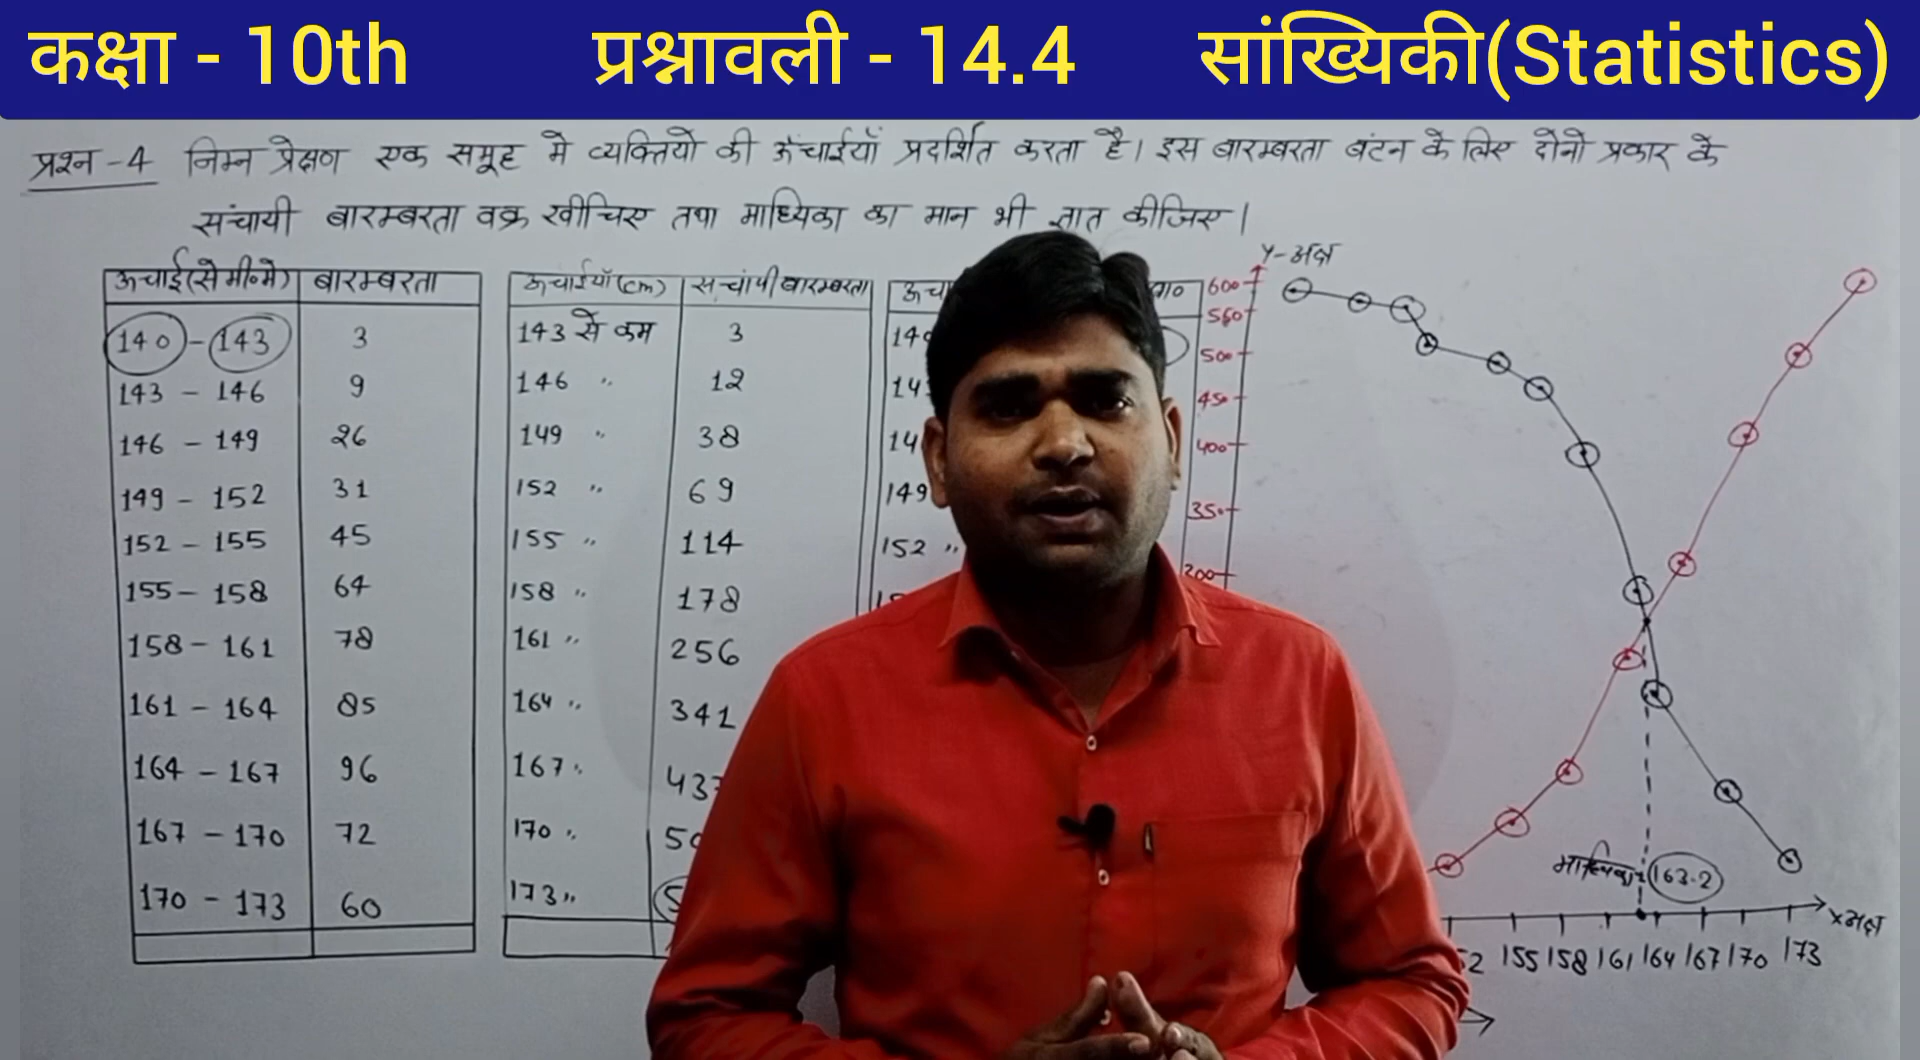 कक्षा - 10th प्रश्नावली - 14.4 सांख्यिकी(Statistics)
प्रश्न -4 निम्न प्रेक्षण एक समूह मे व्यक्तियो की ऊँचाईयाँ प्रदर्शित करता है। इस बारम्बरता बंटन के लिए दोनो प्रकार के
संचायी बारम्बरता वक्र खीचिए तथा माध्यिका का मान भी ज्ञात कीजिए।
ऊचाई(से॰मी॰मे) बारम्बरता
140 - 143 3
143 - 146 9
146 - 149 26
149 - 152 31
152 - 155 45
155 - 158 64
158 - 161 78
161 - 164 85
164 - 167 96
167 - 170 72
170 - 173 60
ऊचाईयाँ (cm) सचांयी बारम्बरता
143 से कम 3
146 " 12
149 " 38
152 " 69
155 " 114
158 " 178
161 " 256
164 " 341
167 "
170 "
173 "
149
152 "
Y-अक्ष
600
550
500
450
400
350
200
163.2
X अक्ष
155 158 161 164 167 170 173